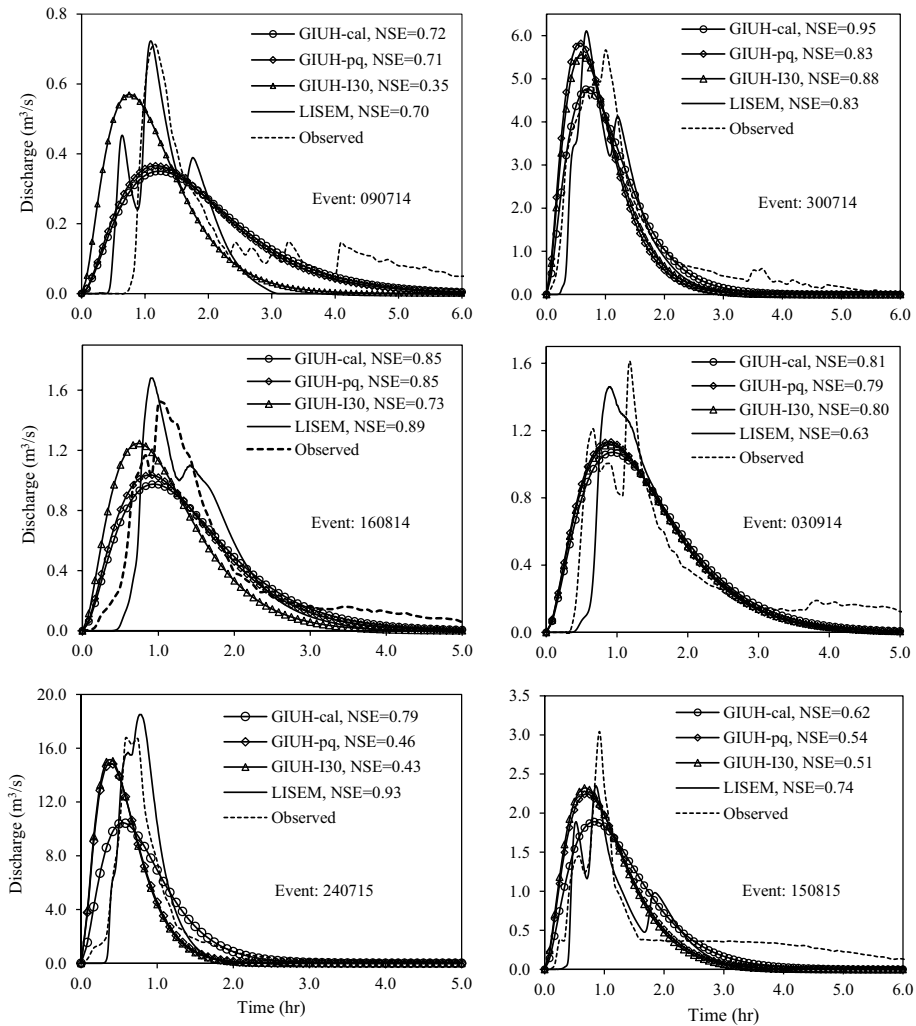 0.8
0.6
0.4
0.2
0.0
Discharge (m³/s)
GIUH-cal, NSE=0.72
GIUH-pq, NSE=0.71
GIUH-I30, NSE=0.35
LISEM, NSE=0.70
Observed
Event: 090714
0.0 1.0 2.0 3.0 4.0 5.0 6.0
6.0
5.0
4.0
3.0
2.0
1.0
0.0
GIUH-cal, NSE=0.95
GIUH-pq, NSE=0.83
GIUH-I30, NSE=0.88
LISEM, NSE=0.83
Observed
Event: 300714
0.0 1.0 2.0 3.0 4.0 5.0 6.0
1.6
1.2
0.8
0.4
0.0
Discharge (m³/s)
GIUH-cal, NSE=0.85
GIUH-pq, NSE=0.85
GIUH-I30, NSE=0.73
LISEM, NSE=0.89
Observed
Event: 160814
0.0 1.0 2.0 3.0 4.0 5.0
1.6
1.2
0.8
0.4
0.0
GIUH-cal, NSE=0.81
GIUH-pq, NSE=0.79
GIUH-I30, NSE=0.80
LISEM, NSE=0.63
Observed
Event: 030914
0.0 1.0 2.0 3.0 4.0 5.0
20.0
16.0
12.0
8.0
4.0
0.0
Discharge (m³/s)
GIUH-cal, NSE=0.79
GIUH-pq, NSE=0.46
GIUH-I30, NSE=0.43
LISEM, NSE=0.93
Observed
Event: 240715
0.0 1.0 2.0 3.0 4.0 5.0
Time (hr)
3.5
3.0
2.5
2.0
1.5
1.0
0.5
0.0
GIUH-cal, NSE=0.62
GIUH-pq, NSE=0.54
GIUH-I30, NSE=0.51
LISEM, NSE=0.74
Observed
Event: 150815
0.0 1.0 2.0 3.0 4.0 5.0 6.0
Time (hr)